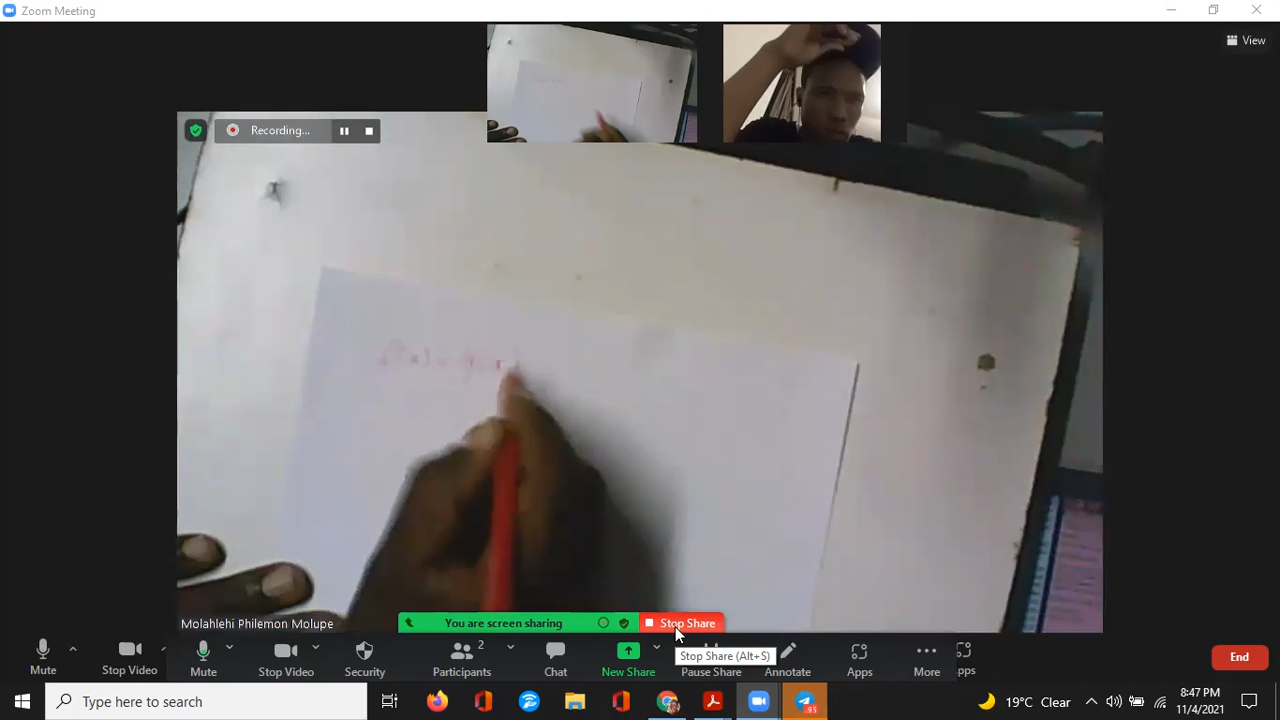 Zoom Meeting
View
Recording...
Molahlehi Philemon Molupe
You are screen sharing
Stop Share
Stop Share (Alt+S)
Mute
Stop Video
Mute
Stop Video
Security
Participants
2
Chat
New Share
Pause Share
Annotate
Apps
More
pps
End
Type here to search
95
19°C Clear
8:47 PM
11/4/2021